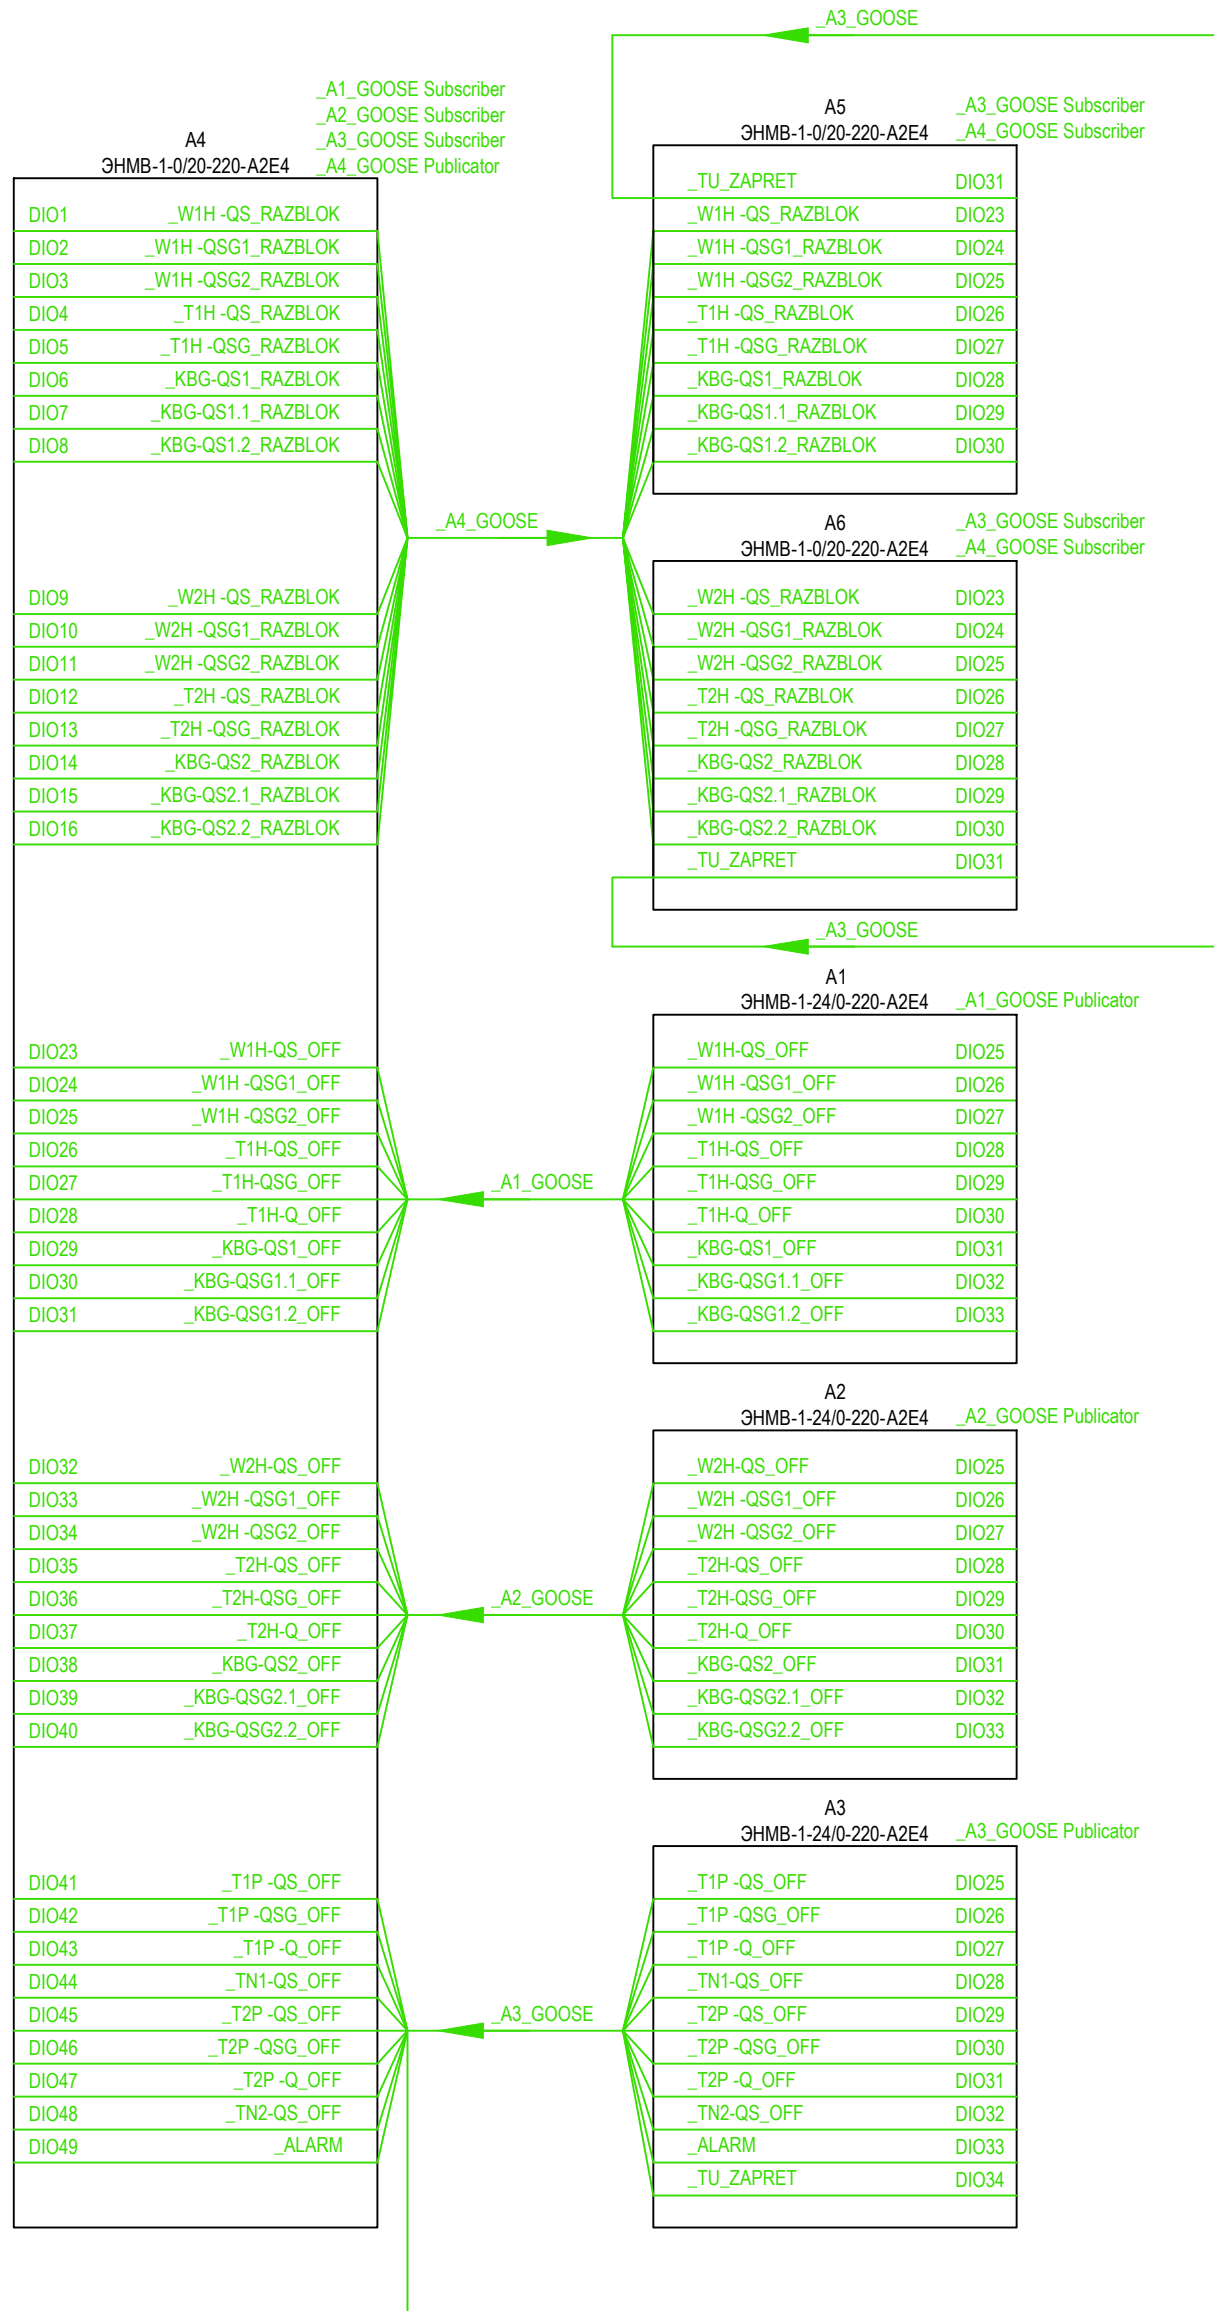 _A3_GOOSE
_A1_GOOSE Subscriber
_A2_GOOSE Subscriber
_A3_GOOSE Subscriber
_A4_GOOSE Publicator
A4
ЭНМВ-1-0/20-220-А2Е4
DIO1 _W1H -QS_RAZBLOK
DIO2 _W1H -QSG1_RAZBLOK
DIO3 _W1H -QSG2_RAZBLOK
DIO4 _T1H -QS_RAZBLOK
DIO5 _T1H -QSG_RAZBLOK
DIO6 _KBG-QS1_RAZBLOK
DIO7 _KBG-QS1.1_RAZBLOK
DIO8 _KBG-QS1.2_RAZBLOK
DIO9 _W2H -QS_RAZBLOK
DIO10 _W2H -QSG1_RAZBLOK
DIO11 _W2H -QSG2_RAZBLOK
DIO12 _T2H -QS_RAZBLOK
DIO13 _T2H -QSG_RAZBLOK
DIO14 _KBG-QS2_RAZBLOK
DIO15 _KBG-QS2.1_RAZBLOK
DIO16 _KBG-QS2.2_RAZBLOK
DIO23 _W1H-QS_OFF
DIO24 _W1H -QSG1_OFF
DIO25 _W1H -QSG2_OFF
DIO26 _T1H-QS_OFF
DIO27 _T1H-QSG_OFF
DIO28 _T1H-Q_OFF
DIO29 _KBG-QS1_OFF
DIO30 _KBG-QSG1.1_OFF
DIO31 _KBG-QSG1.2_OFF
DIO32 _W2H-QS_OFF
DIO33 _W2H -QSG1_OFF
DIO34 _W2H -QSG2_OFF
DIO35 _T2H-QS_OFF
DIO36 _T2H-QSG_OFF
DIO37 _T2H-Q_OFF
DIO38 _KBG-QS2_OFF
DIO39 _KBG-QSG2.1_OFF
DIO40 _KBG-QSG2.2_OFF
DIO41 _T1P -QS_OFF
DIO42 _T1P -QSG_OFF
DIO43 _T1P -Q_OFF
DIO44 _TN1-QS_OFF
DIO45 _T2P -QS_OFF
DIO46 _T2P -QSG_OFF
DIO47 _T2P -Q_OFF
DIO48 _TN2-QS_OFF
DIO49 _ALARM
_A4_GOOSE
_A1_GOOSE
_A2_GOOSE
_A3_GOOSE
A5
ЭНМВ-1-0/20-220-А2Е4
_A3_GOOSE Subscriber
_A4_GOOSE Subscriber
_TU_ZAPRET DIO31
_W1H -QS_RAZBLOK DIO23
_W1H -QSG1_RAZBLOK DIO24
_W1H -QSG2_RAZBLOK DIO25
_T1H -QS_RAZBLOK DIO26
_T1H -QSG_RAZBLOK DIO27
_KBG-QS1_RAZBLOK DIO28
_KBG-QS1.1_RAZBLOK DIO29
_KBG-QS1.2_RAZBLOK DIO30
A6
ЭНМВ-1-0/20-220-А2Е4
_A3_GOOSE Subscriber
_A4_GOOSE Subscriber
_W2H -QS_RAZBLOK DIO23
_W2H -QSG1_RAZBLOK DIO24
_W2H -QSG2_RAZBLOK DIO25
_T2H -QS_RAZBLOK DIO26
_T2H -QSG_RAZBLOK DIO27
_KBG-QS2_RAZBLOK DIO28
_KBG-QS2.1_RAZBLOK DIO29
_KBG-QS2.2_RAZBLOK DIO30
_TU_ZAPRET DIO31
_A3_GOOSE
A1
ЭНМВ-1-24/0-220-А2Е4
_A1_GOOSE Publicator
_W1H-QS_OFF DIO25
_W1H -QSG1_OFF DIO26
_W1H -QSG2_OFF DIO27
_T1H-QS_OFF DIO28
_T1H-QSG_OFF DIO29
_T1H-Q_OFF DIO30
_KBG-QS1_OFF DIO31
_KBG-QSG1.1_OFF DIO32
_KBG-QSG1.2_OFF DIO33
A2
ЭНМВ-1-24/0-220-А2Е4
_A2_GOOSE Publicator
_W2H-QS_OFF DIO25
_W2H -QSG1_OFF DIO26
_W2H -QSG2_OFF DIO27
_T2H-QS_OFF DIO28
_T2H-QSG_OFF DIO29
_T2H-Q_OFF DIO30
_KBG-QS2_OFF DIO31
_KBG-QSG2.1_OFF DIO32
_KBG-QSG2.2_OFF DIO33
A3
ЭНМВ-1-24/0-220-А2Е4
_A3_GOOSE Publicator
_T1P -QS_OFF DIO25
_T1P -QSG_OFF DIO26
_T1P -Q_OFF DIO27
_TN1-QS_OFF DIO28
_T2P -QS_OFF DIO29
_T2P -QSG_OFF DIO30
_T2P -Q_OFF DIO31
_TN2-QS_OFF DIO32
_ALARM DIO33
_TU_ZAPRET DIO34